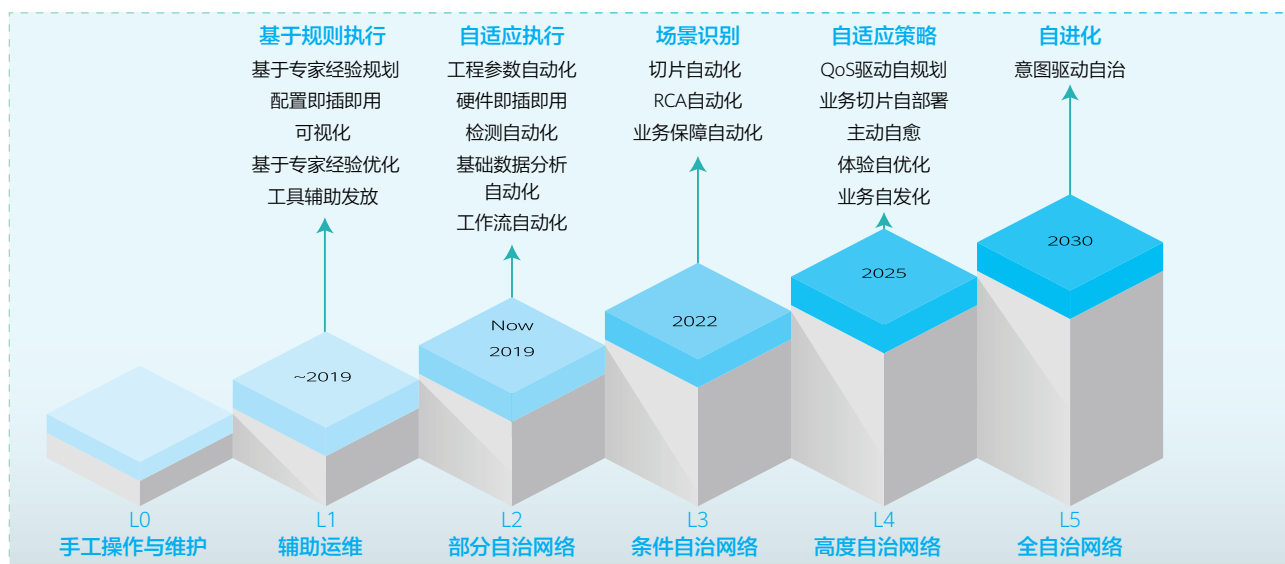 基于规则执行
基于专家经验规划
配置即插即用
可视化
基于专家经验优化
工具辅助发放
自适应执行
工程参数自动化
硬件即插即用
检测自动化
基础数据分析
自动化
工作流自动化
场景识别
切片自动化
RCA自动化
业务保障自动化
自适应策略
QoS驱动自规划
业务切片自部署
主动自愈
体验自优化
业务自发化
自进化
意图驱动自治
~2019
Now
2019
2022
2025
2030
L0
手工操作与维护
L1
辅助运维
L2
部分自治网络
L3
条件自治网络
L4
高度自治网络
L5
全自治网络